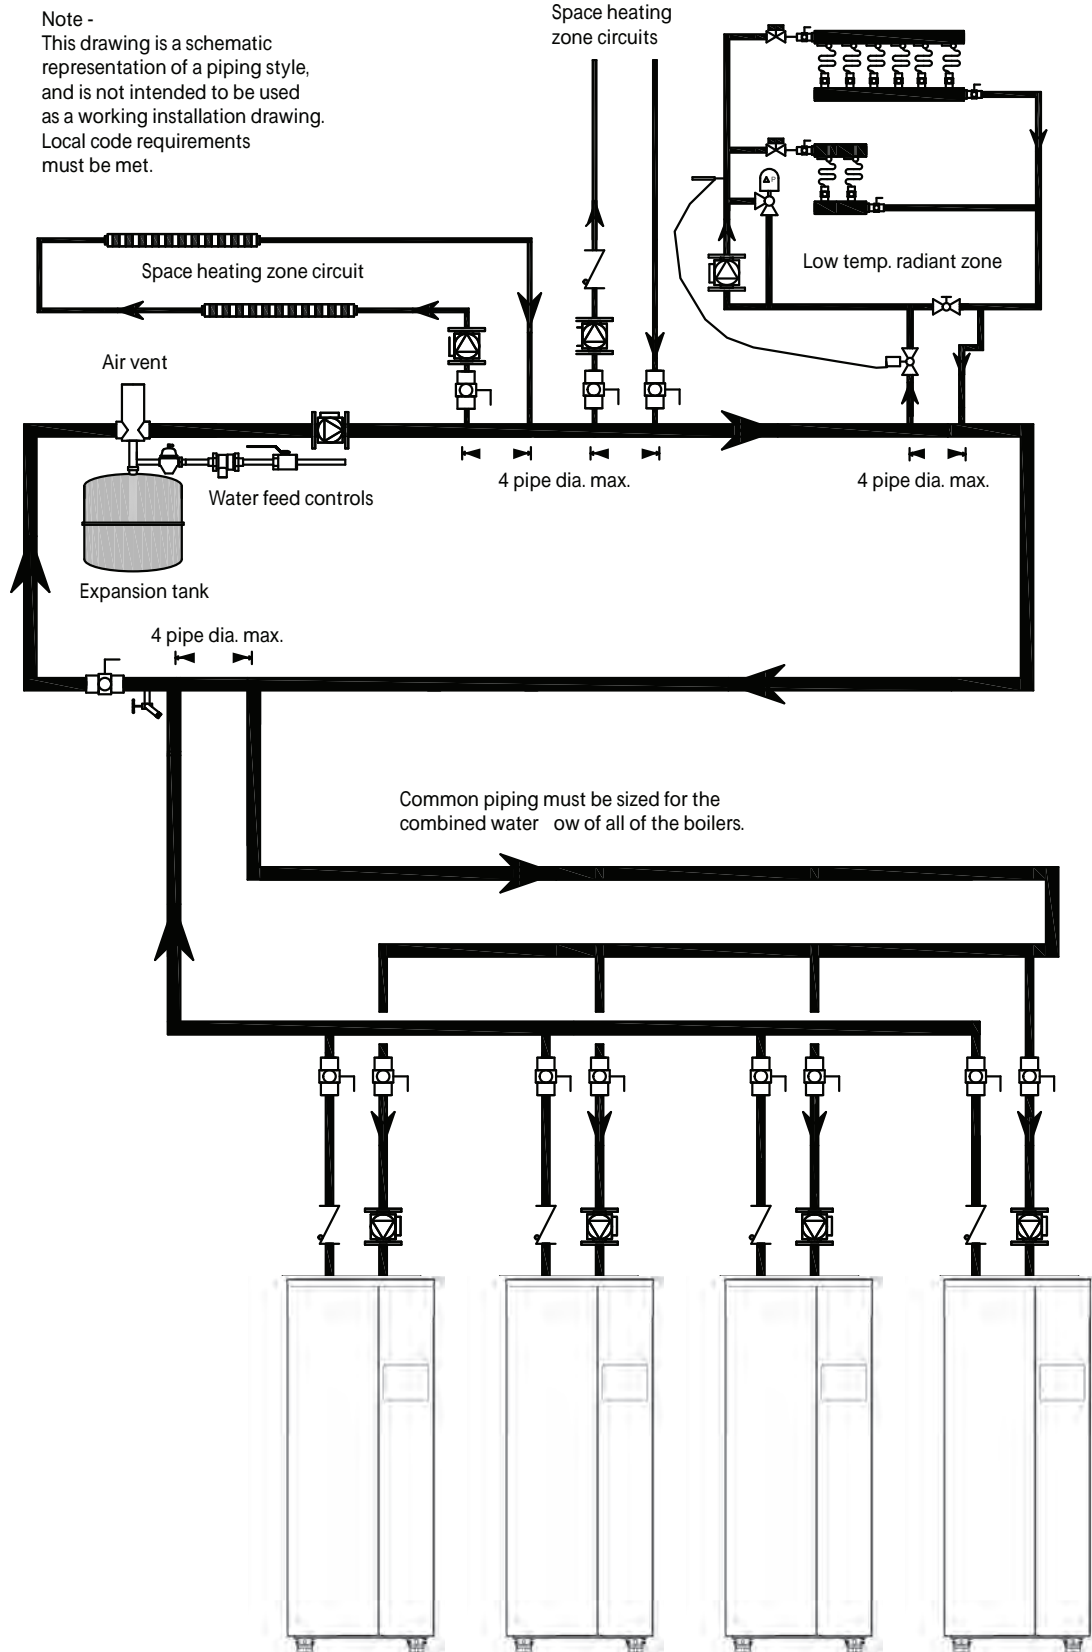 Note -
This drawing is a schematic
representation of a piping style,
and is not intended to be used
as a working installation drawing.
Local code requirements
must be met.
Space heating
zone circuits
P
Space heating zone circuit
Low temp. radiant zone
Air vent
4 pipe dia. max.
4 pipe dia. max.
Water feed controls
Expansion tank
4 pipe dia. max.
Common piping must be sized for the
combined water ow of all of the boilers.